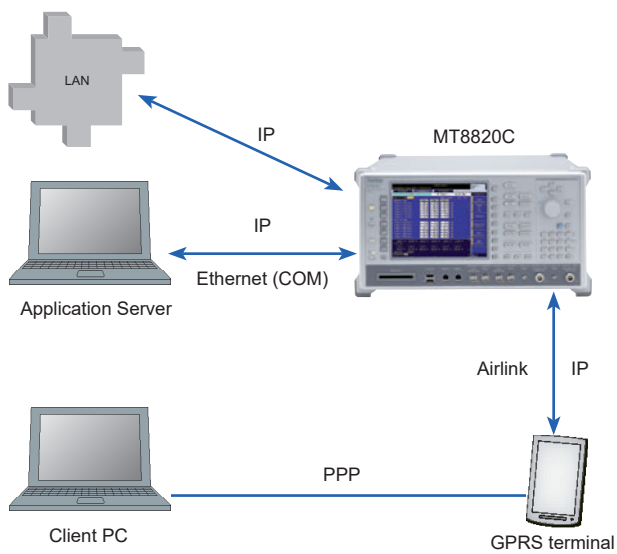 LAN
IP
MT8820C
IP
Ethernet (COM)
Application Server
Airlink
IP
PPP
Client PC
GPRS terminal